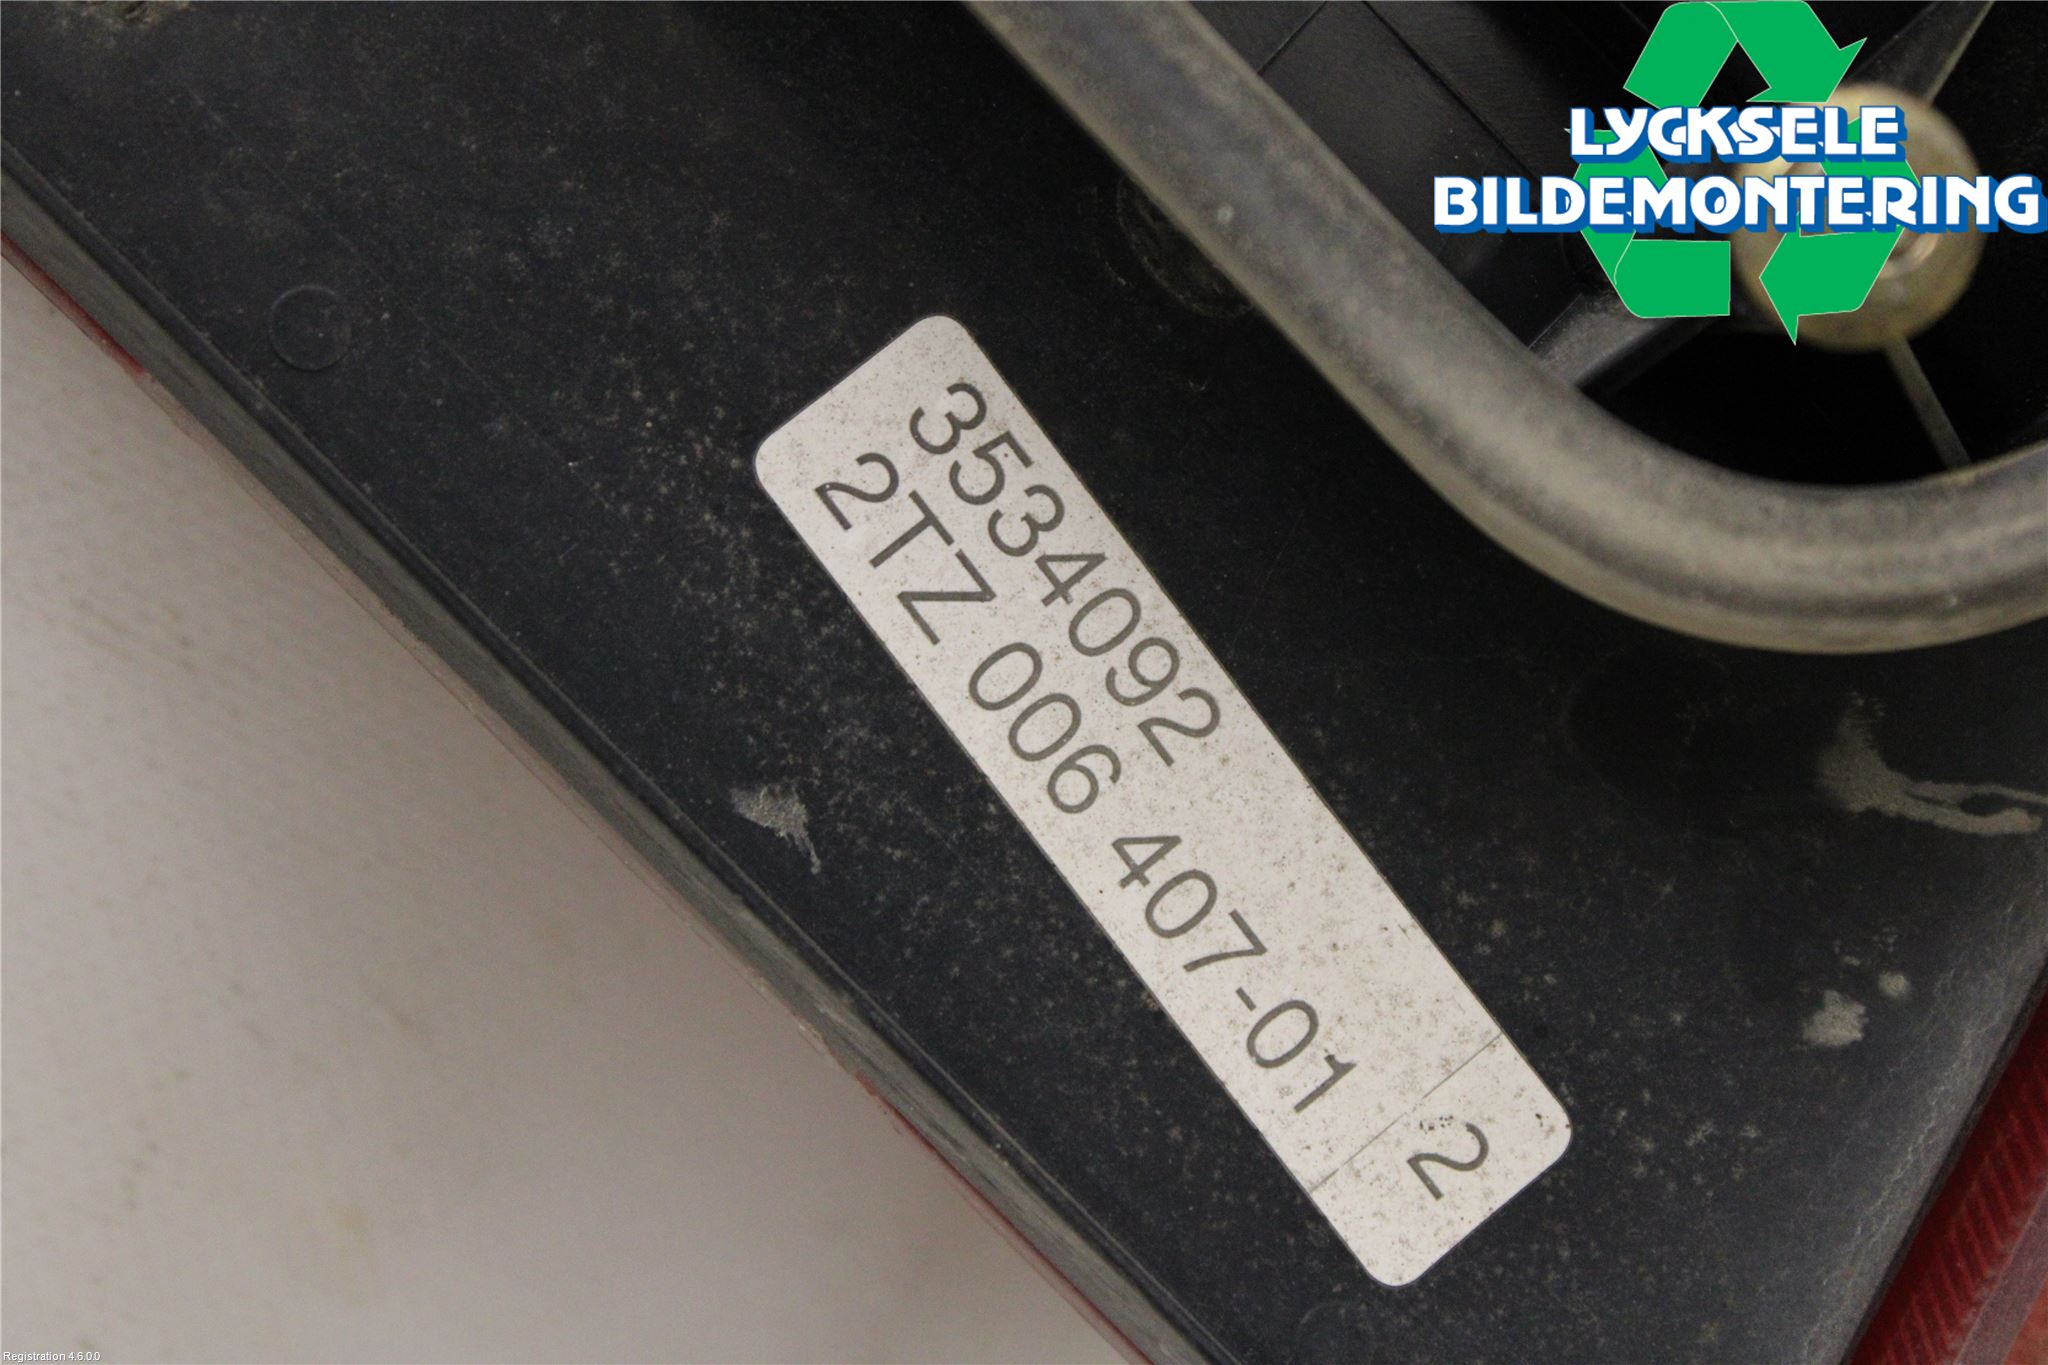 LYCKSELE
BILDEMONTERING
3534092
2TZ 006 407-01
2
Registration 4.6.0.0